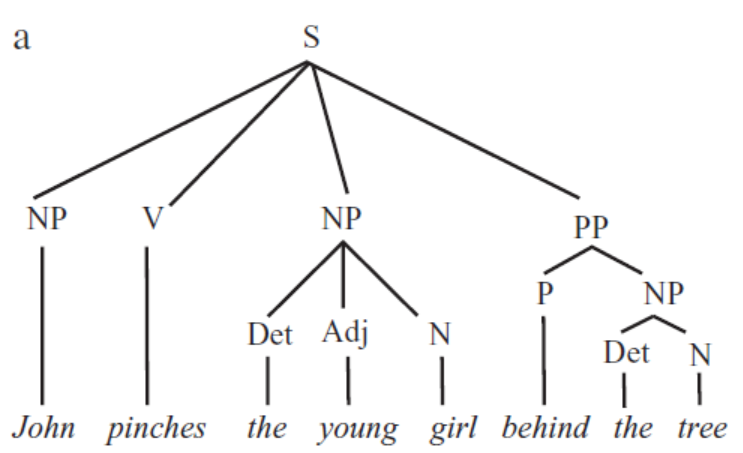 a
S
NP V NP PP
P NP
Det Adj N
Det N
John pinches the young girl behind the tree